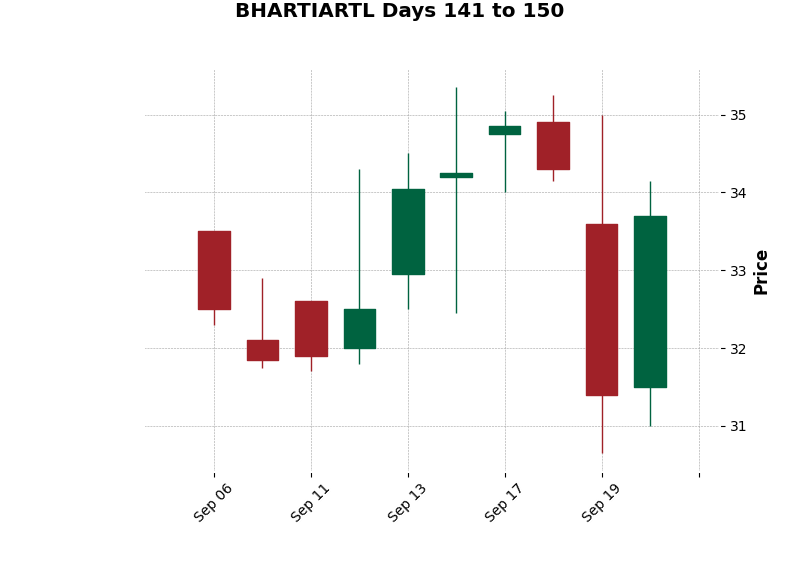 BHARTIARTL Days 141 to 150
35
34
33
32
31
Price
Sep 06
Sep 11
Sep 13
Sep 17
Sep 19